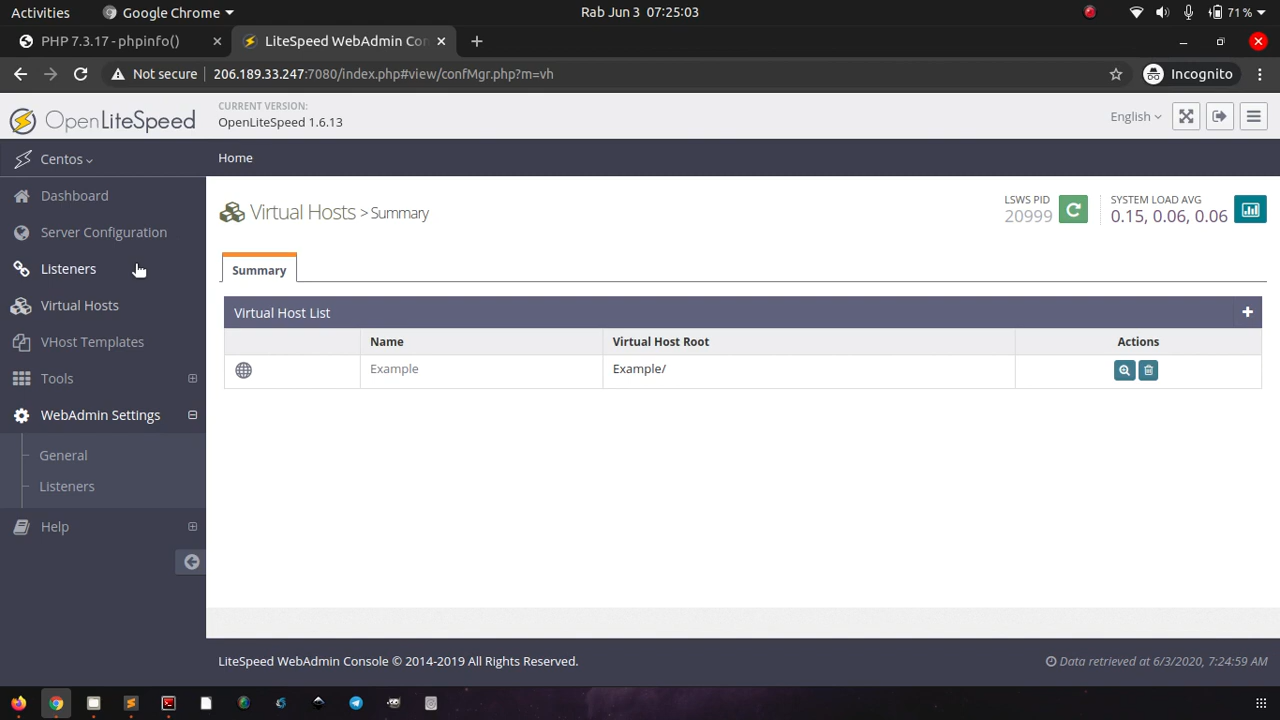 Activities Google Chrome Rab Jun 3 07:25:03 71 %
PHP 7.3.17 - phpinfo() LiteSpeed WebAdmin Con
Not secure 206.189.33.247:7080/index.php#view/confMgr.php?m=vh Incognito
OpenLiteSpeed
CURRENT VERSION:
OpenLiteSpeed 1.6.13
English
Centos
Home
Dashboard
Server Configuration
Listeners
Virtual Hosts
VHost Templates
Tools
WebAdmin Settings
General
Listeners
Help
Virtual Hosts > Summary
LSWS PID
20999
SYSTEM LOAD AVG
0.15, 0.06, 0.06
Summary
Virtual Host List
Name Virtual Host Root Actions
Example Example/
LiteSpeed WebAdmin Console © 2014-2019 All Rights Reserved.
Data retrieved at 6/3/2020, 7:24:59 AM